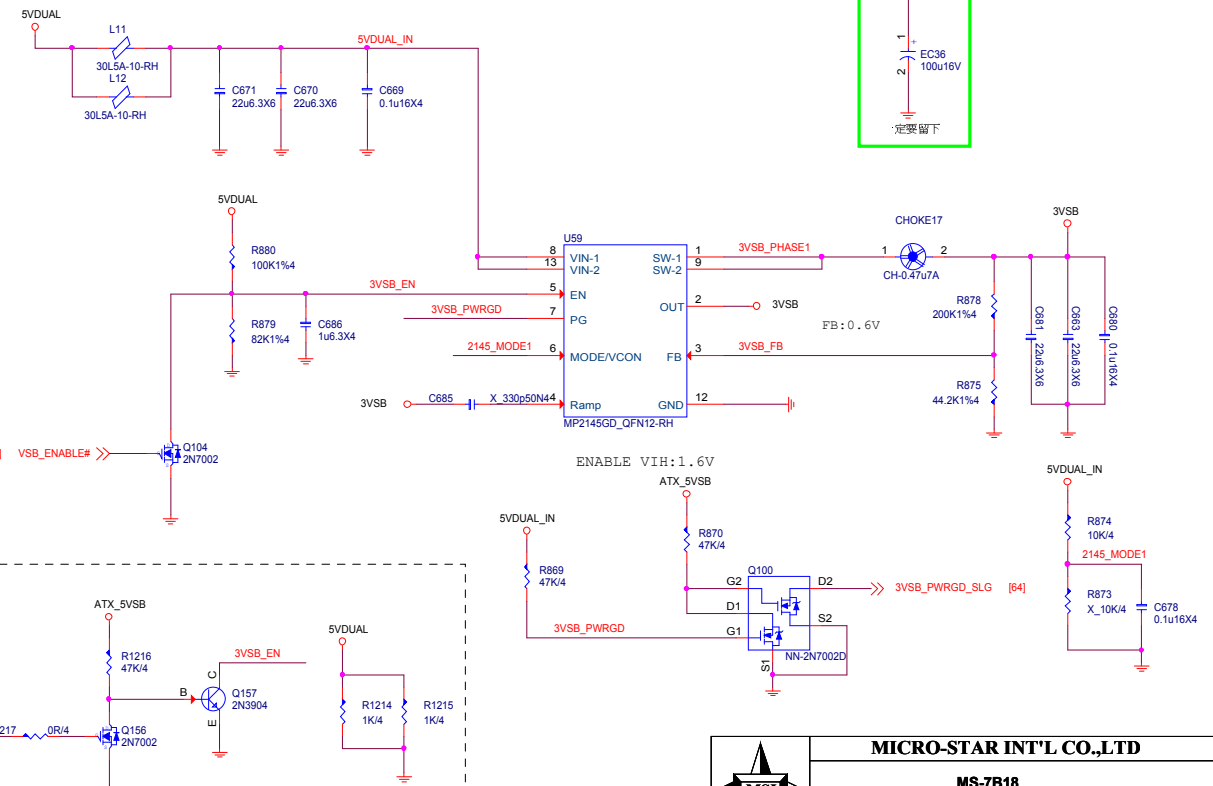 5VDUAL
L11
30L5A-10-RH
L12
30L5A-10-RH
5VDUAL_IN
C671
22u6.3X6
C670
22u6.3X6
C669
0.1u16X4
1
+
EC36
100u16V
2
定要留下
5VDUAL
R880
100K1%4
R879
82K1%4
C686
1u6.3X4
3VSB_EN
3VSB_PWRGD
2145_MODE1
3VSB
C685
X_330p50N4
VSB_ENABLE#
Q104
2N7002
U59
8 VIN-1
13 VIN-2
5 EN
7 PG
6 MODE/VCON
4 Ramp
SW-1 1
SW-2 9
OUT 2
FB 3
GND 12
MP2145GD_QFN12-RH
3VSB_PHASE1
3VSB
3VSB_FB
FB:0.6V
CHOKE17
1
2
CH-0.47u7A
3VSB
R878
200K1%4
R875
44.2K1%4
C681
22u6.3X6
C663
22u6.3X6
C680
0.1u16X4
ENABLE VIH:1.6V
ATX_5VSB
R870
47K/4
5VDUAL_IN
R869
47K/4
3VSB_PWRGD
Q100
G2
D1
G1
S1
D2
S2
NN-2N7002D
3VSB_PWRGD_SLG [64]
5VDUAL_IN
R874
10K/4
2145_MODE1
R873
X_10K/4
C678
0.1u16X4
ATX_5VSB
R1216
47K/4
3VSB_EN
B
C
E
Q157
2N3904
217
0R/4
Q156
2N7002
5VDUAL
R1214
1K/4
R1215
1K/4
MICRO-STAR INT'L CO.,LTD
MS-7B18